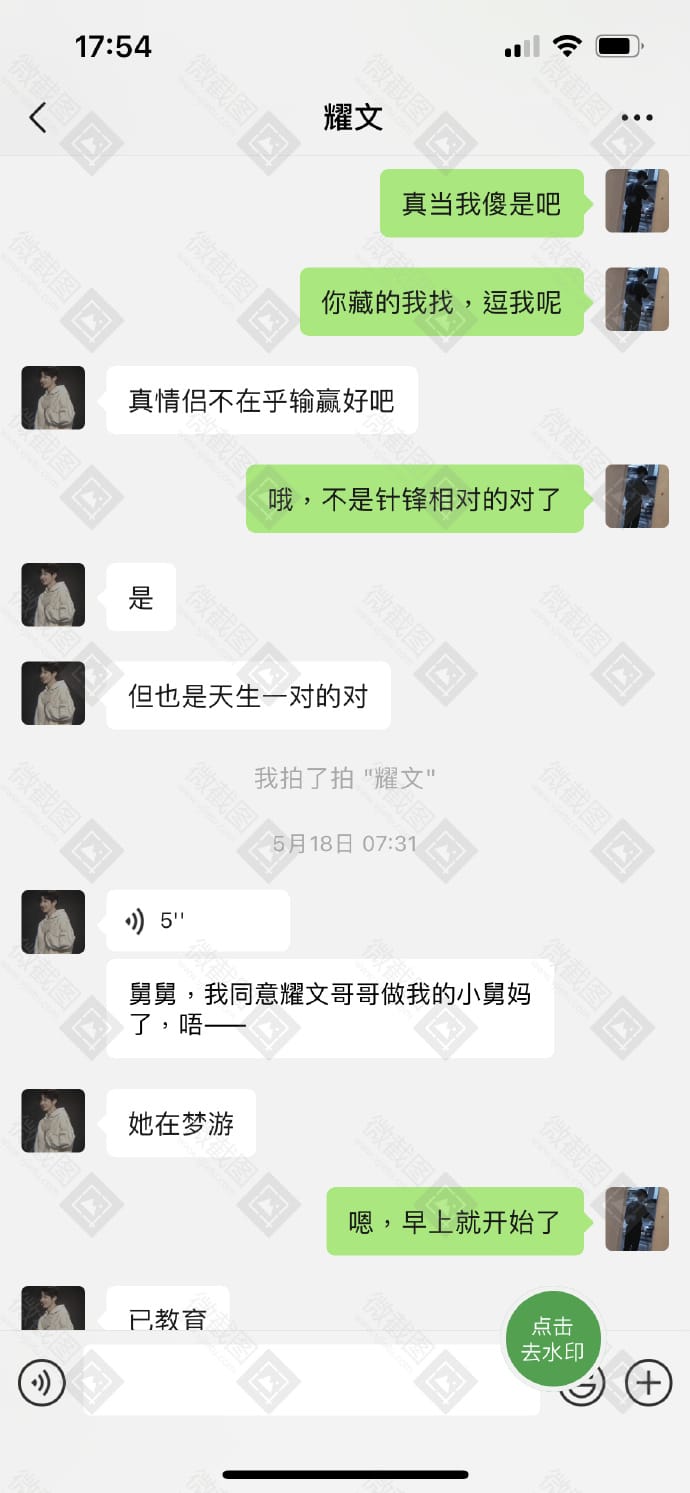 17:54
耀文
真当我傻是吧
你藏的我找，逗我呢
真情侣不在乎输赢好吧
哦，不是针锋相对的对了
是
但也是天生一对的对
我拍了拍 "耀文"
5月18日 07:31
5''
舅舅，我同意耀文哥哥做我的小舅妈
了，唔——
她在梦游
嗯，早上就开始了
已教育
点击
去水印
微截图